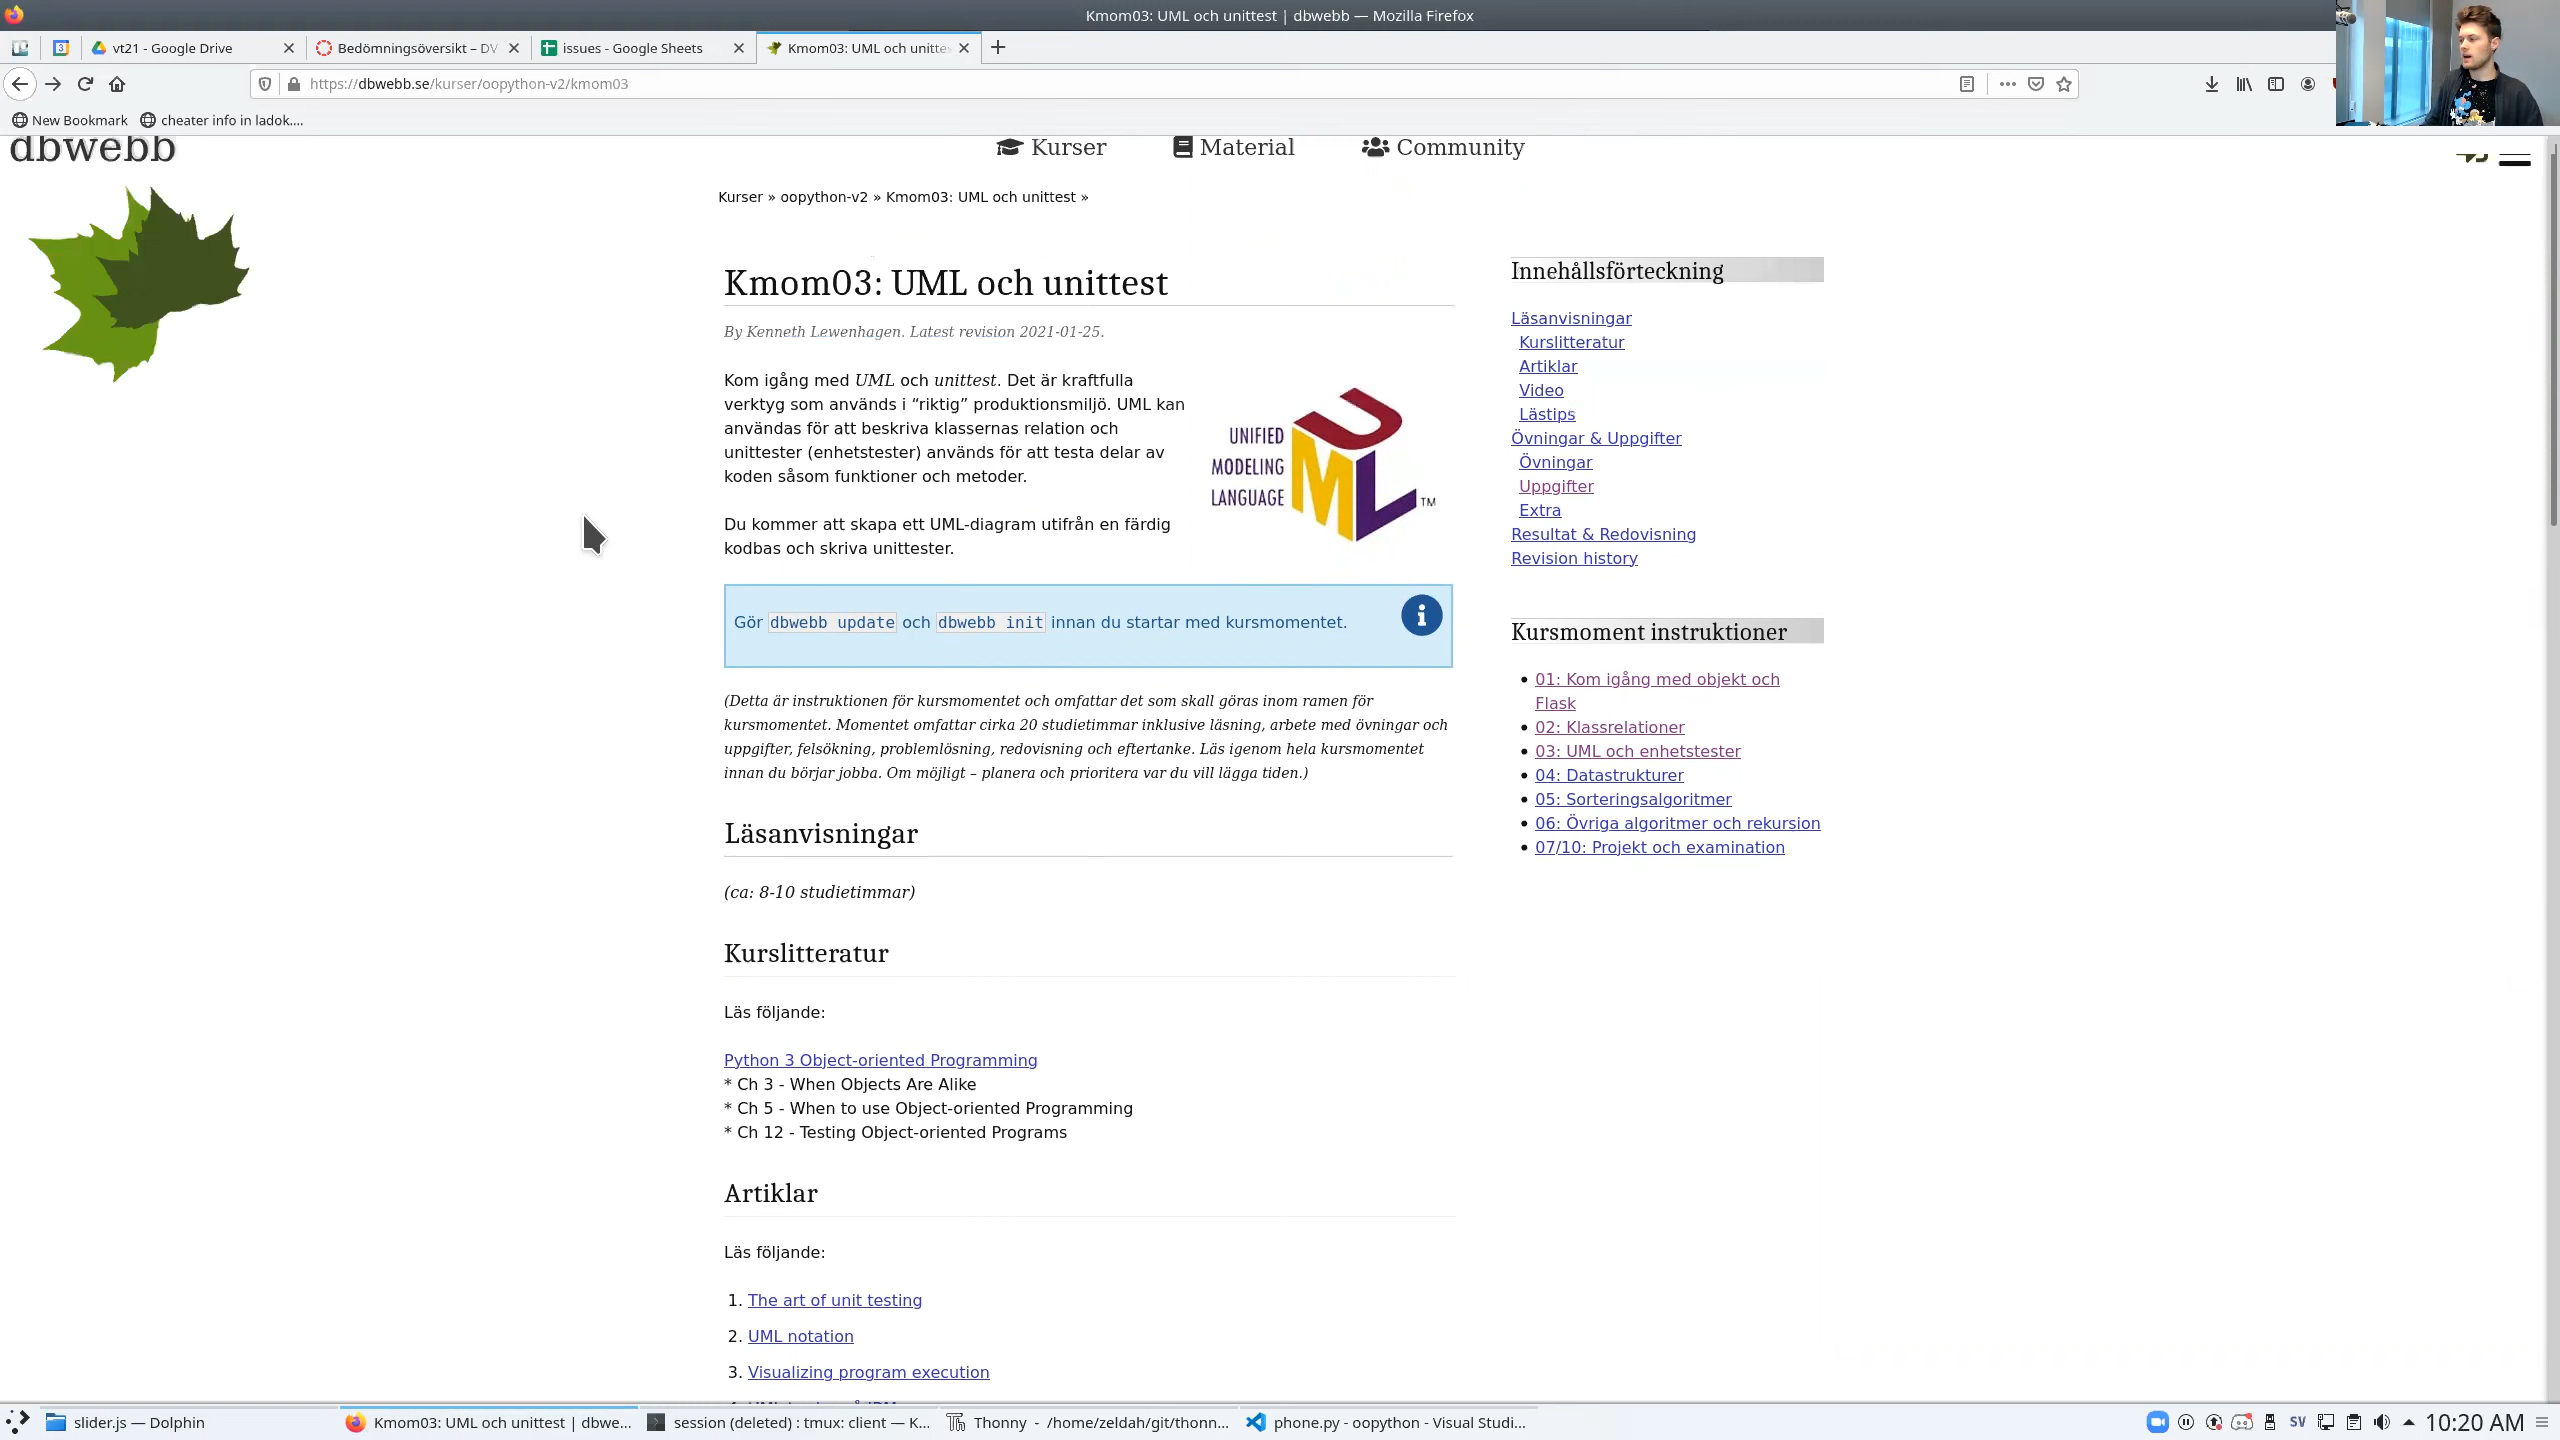 Kmom03: UML och unittest | dbwebb — Mozilla Firefox
vt21 - Google Drive
Bedömningsöversikt – DV
issues - Google Sheets
Kmom03: UML och unittes
https://dbwebb.se/kurser/oopython-v2/kmom03
New Bookmark
cheater info in ladok....
dbwebb
Kurser
Material
Community
Kurser » oopython-v2 » Kmom03: UML och unittest »
Kmom03: UML och unittest
By Kenneth Lewenhagen. Latest revision 2021-01-25.
Kom igång med UML och unittest. Det är kraftfulla
verktyg som används i “riktig” produktionsmiljö. UML kan
användas för att beskriva klassernas relation och
unittester (enhetstester) används för att testa delar av
koden såsom funktioner och metoder.
UNIFIED
MODELING
LANGUAGE
UML
TM
Du kommer att skapa ett UML-diagram utifrån en färdig
kodbas och skriva unittester.
Gör dbwebb update och dbwebb init innan du startar med kursmomentet.
(Detta är instruktionen för kursmomentet och omfattar det som skall göras inom ramen för
kursmomentet. Momentet omfattar cirka 20 studietimmar inklusive läsning, arbete med övningar och
uppgifter, felsökning, problemlösning, redovisning och eftertanke. Läs igenom hela kursmomentet
innan du börjar jobba. Om möjligt – planera och prioritera var du vill lägga tiden.)
Läsanvisningar
(ca: 8-10 studietimmar)
Kurslitteratur
Läs följande:
Python 3 Object-oriented Programming
* Ch 3 - When Objects Are Alike
* Ch 5 - When to use Object-oriented Programming
* Ch 12 - Testing Object-oriented Programs
Artiklar
Läs följande:
1. The art of unit testing
2. UML notation
3. Visualizing program execution
Innehållsförteckning
Läsanvisningar
Kurslitteratur
Artiklar
Video
Lästips
Övningar & Uppgifter
Övningar
Uppgifter
Extra
Resultat & Redovisning
Revision history
Kursmoment instruktioner
01: Kom igång med objekt och
Flask
02: Klassrelationer
03: UML och enhetstester
04: Datastrukturer
05: Sorteringsalgoritmer
06: Övriga algoritmer och rekursion
07/10: Projekt och examination
slider.js — Dolphin
Kmom03: UML och unittest | dbwe...
session (deleted) : tmux: client — K...
Thonny - /home/zeldah/git/thonn...
phone.py - oopython - Visual Studi...
SV
10:20 AM